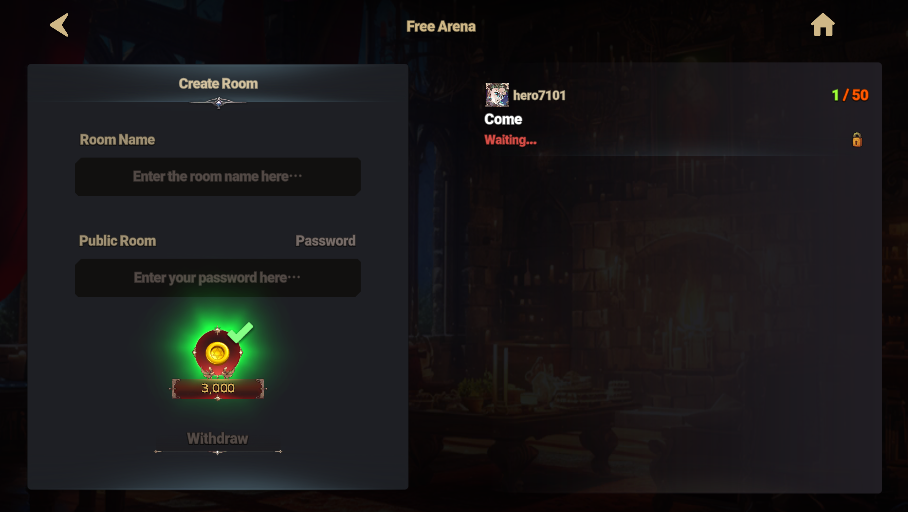 Free Arena
Create Room
Room Name
Enter the room name here···
Public Room
Password
Enter your password here···
3,000
Withdraw
hero7101
1 / 50
Come
Waiting...